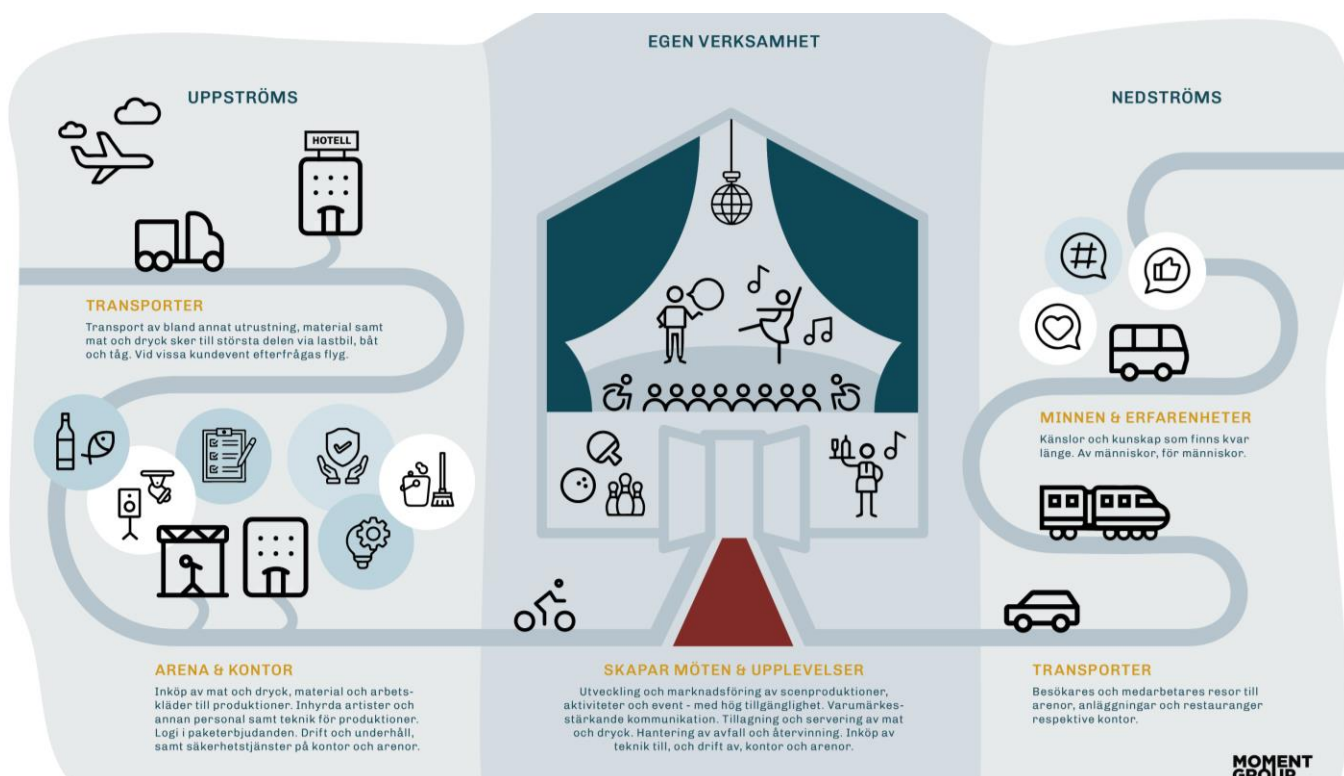 EGEN VERKSAMHET
UPPSTRÖMS
HOTELL
TRANSPORTER
Transport av bland annat utrustning, material samt
mat och dryck sker till största delen via lastbil, båt
och tåg. Vid vissa kundevent efterfrågas flyg.
ARENA & KONTOR
Inköp av mat och dryck, material och arbets-
kläder till produktioner. Inhyrda artister och
annan personal samt teknik för produktioner.
Logi i paketerbjudanden. Drift och underhåll,
samt säkerhetstjänster på kontor och arenor.
SKAPAR MÖTEN & UPPLEVELSER
Utveckling och marknadsföring av scenproduktioner,
aktiviteter och event - med hög tillgänglighet. Varumärkes-
stärkande kommunikation. Tillagning och servering av mat
och dryck. Hantering av avfall och återvinning. Inköp av
teknik till, och drift av, kontor och arenor.
NEDSTRÖMS
#
MINNEN & ERFARENHETER
Känslor och kunskap som finns kvar
länge. Av människor, för människor.
TRANSPORTER
Besökares och medarbetares resor till
arenor, anläggningar och restauranger
respektive kontor.
MOMENT
GROUP